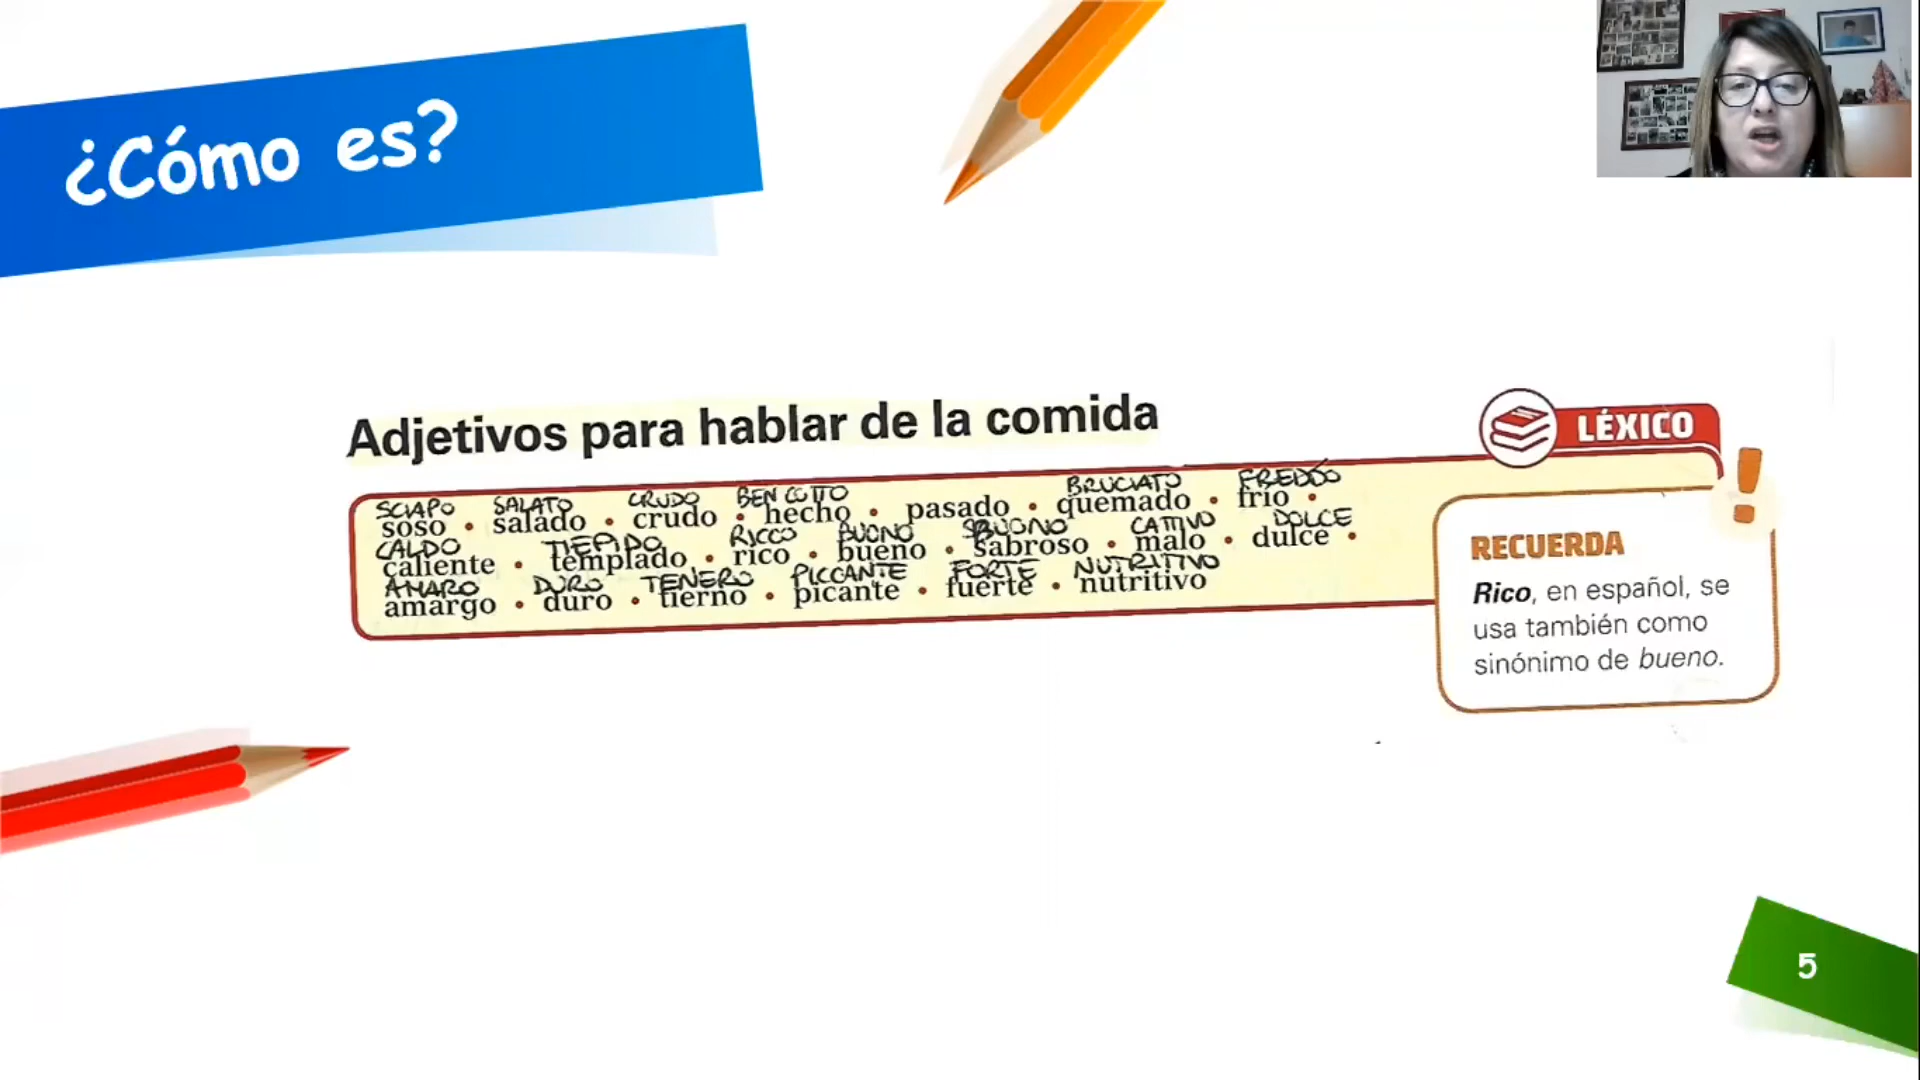 ¿Cómo es?
Adjetivos para hablar de la comida
LÉXICO
SCIAPO SALATO CRUDO BEN COTTO BRUCIATO FREDDO
soso • salado • crudo • hecho • pasado • quemado • frío •
CALDO TIEPIDO RICCO BUONO BUONO CATTIVO DOLCE
caliente • templado • rico • bueno • sabroso • malo • dulce •
AMARO DURO TENERO PICCANTE FORTE NUTRITIVO
amargo • duro • tierno • picante • fuerte • nutritivo
!
RECUERDA
Rico, en español, se
usa también como
sinónimo de bueno.
5